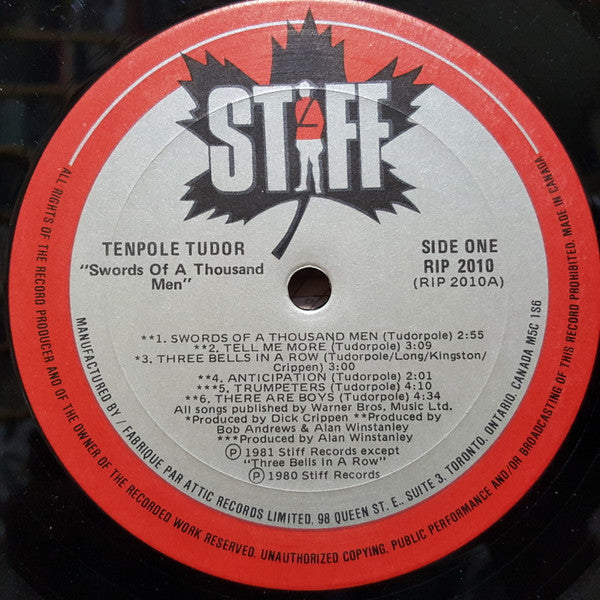 STIFF
TENPOLE TUDOR
"Swords Of A Thousand
Men"
SIDE ONE
RIP 2010
(RIP 2010A)
**1. SWORDS OF A THOUSAND MEN (Tudorpole) 2:55
**2. TELL ME MORE (Tudorpole) 3:09
*3. THREE BELLS IN A ROW (Tudorpole/Long/Kingston/
Crippen) 3:00
**4. ANTICIPATION (Tudorpole) 2:01
***5. TRUMPETERS (Tudorpole) 4:10
**6. THERE ARE BOYS (Tudorpole) 4:34
All songs published by Warner Bros. Music Ltd.
*Produced by Dick Crippen **Produced by
Bob Andrews & Alan Winstanley
***Produced by Alan Winstanley
Ⓟ 1981 Stiff Records except
"Three Bells In A Row"
Ⓟ 1980 Stiff Records
MANUFACTURED BY / FABRIQUE PAR ATTIC RECORDS LIMITED, 98 QUEEN ST. E., SUITE 3, TORONTO, ONTARIO, CANADA M5C 1S6
ALL RIGHTS OF THE RECORD PRODUCER AND OF THE OWNER OF THE RECORDED WORK RESERVED. UNAUTHORIZED COPYING, PUBLIC PERFORMANCE AND/OR BROADCASTING OF THIS RECORD PROHIBITED. MADE IN CANADA